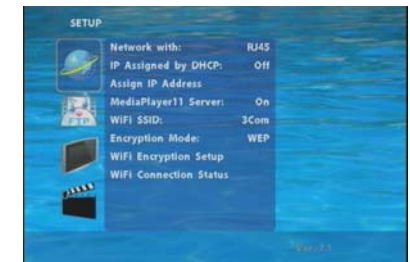 SETUP
Network with: RJ45
IP Assigned by DHCP: Off
Assign IP Address
MediaPlayer11 Server: On
WiFi SSID: 3Com
Encryption Mode: WEP
WiFi Encryption Setup
WiFi Connection Status
FTP